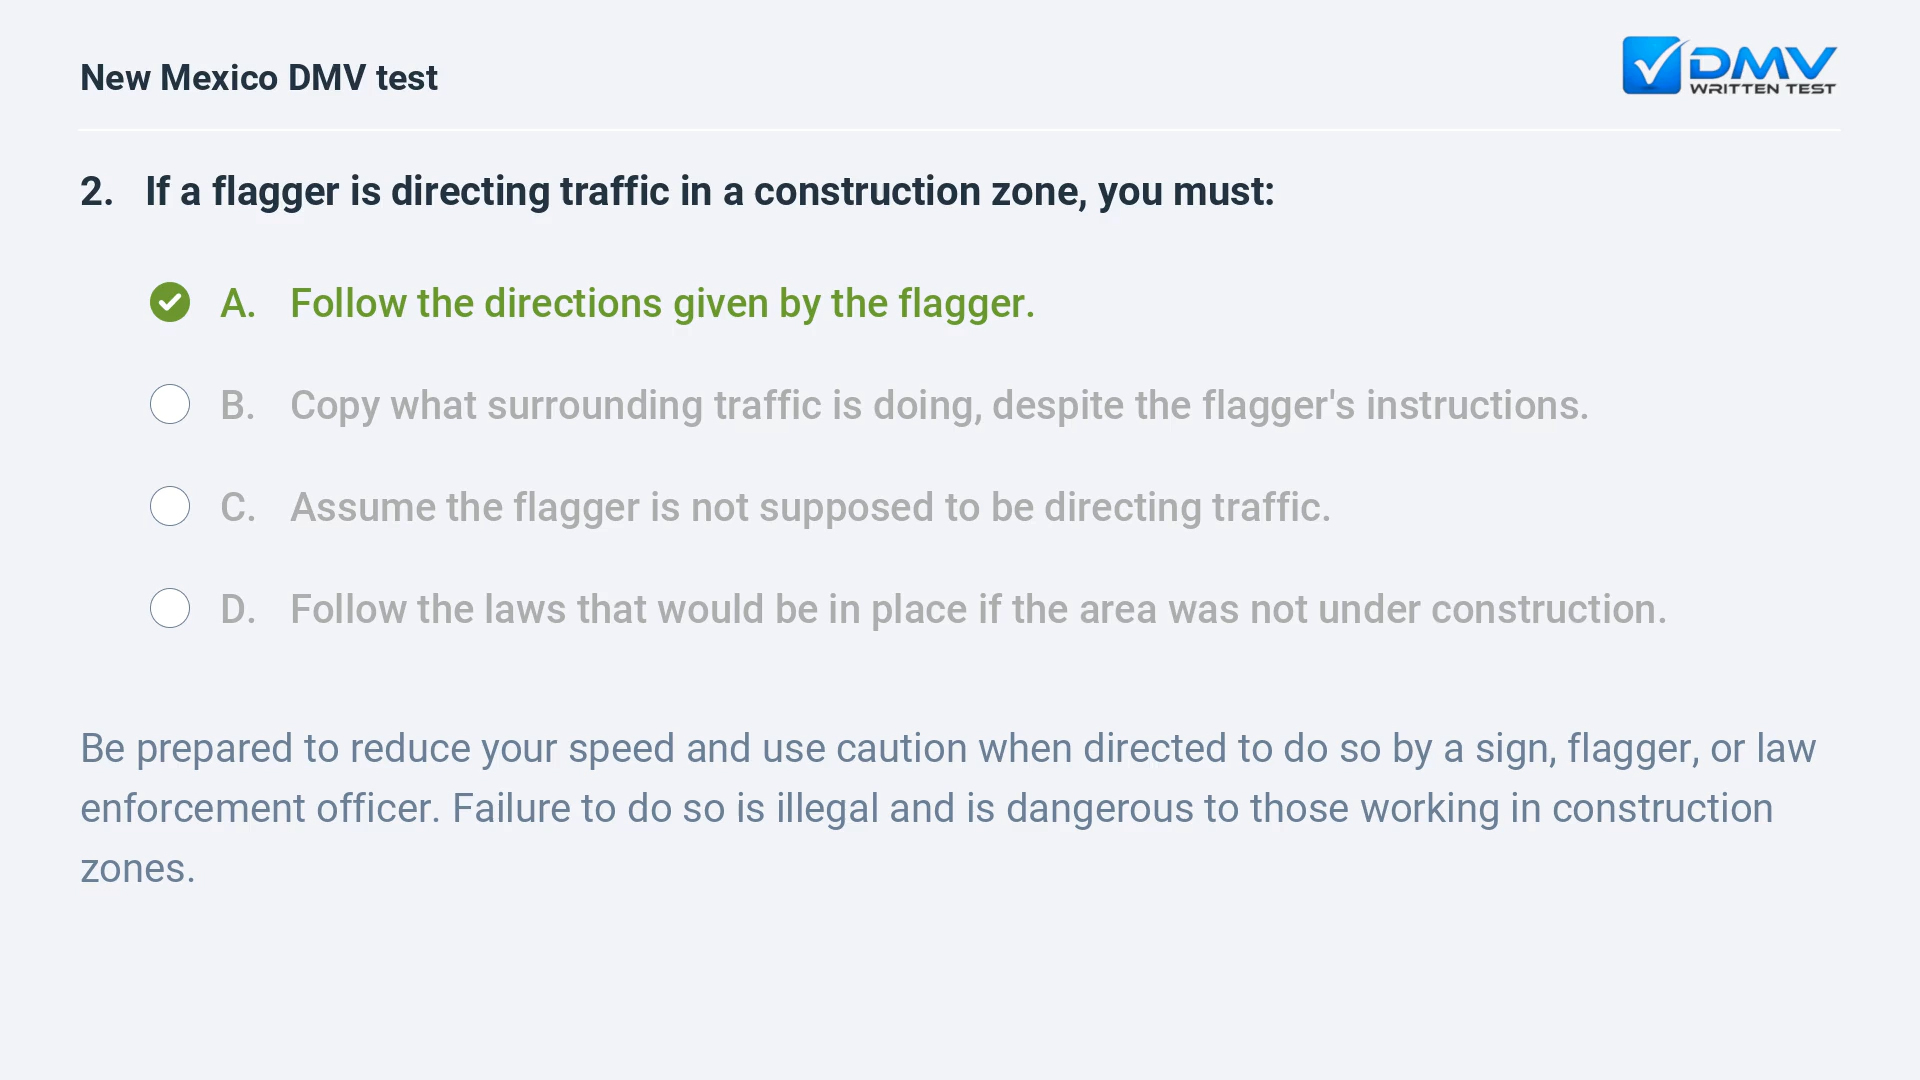 New Mexico DMV test
DMV
WRITTEN TEST
2. If a flagger is directing traffic in a construction zone, you must:
A. Follow the directions given by the flagger.
B. Copy what surrounding traffic is doing, despite the flagger's instructions.
C. Assume the flagger is not supposed to be directing traffic.
D. Follow the laws that would be in place if the area was not under construction.
Be prepared to reduce your speed and use caution when directed to do so by a sign, flagger, or law
enforcement officer. Failure to do so is illegal and is dangerous to those working in construction
zones.